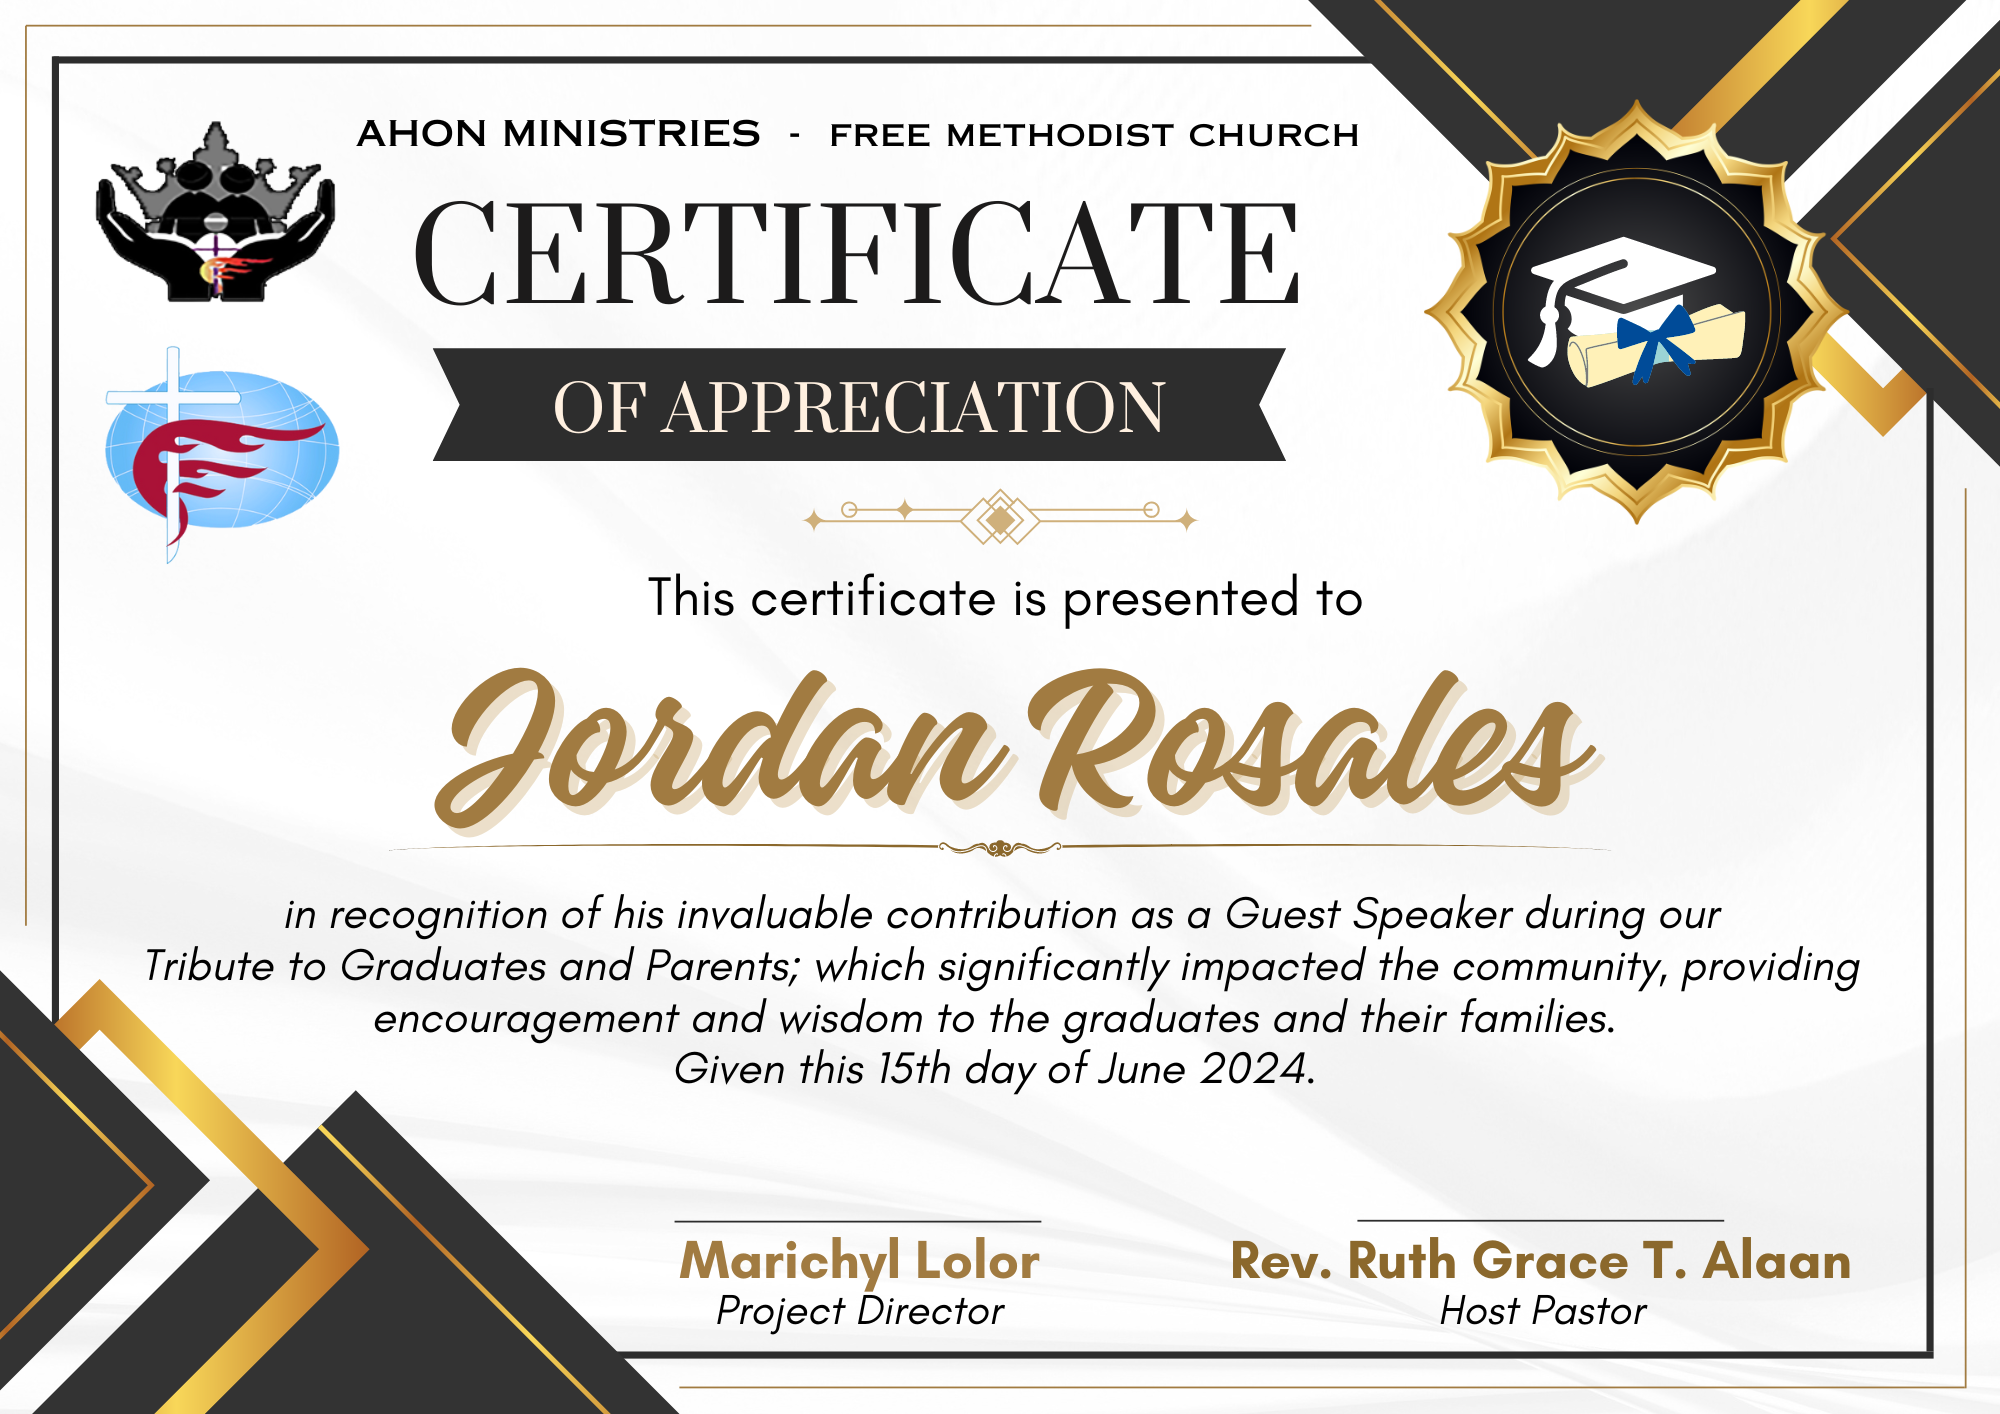 AHON MINISTRIES - FREE METHODIST CHURCH
CERTIFICATE
OF APPRECIATION
This certificate is presented to
Jordan Rosales
in recognition of his invaluable contribution as a Guest Speaker during our
Tribute to Graduates and Parents; which significantly impacted the community, providing
encouragement and wisdom to the graduates and their families.
Given this 15th day of June 2024.
Marichyl Lolor
Project Director
Rev. Ruth Grace T. Alaan
Host Pastor